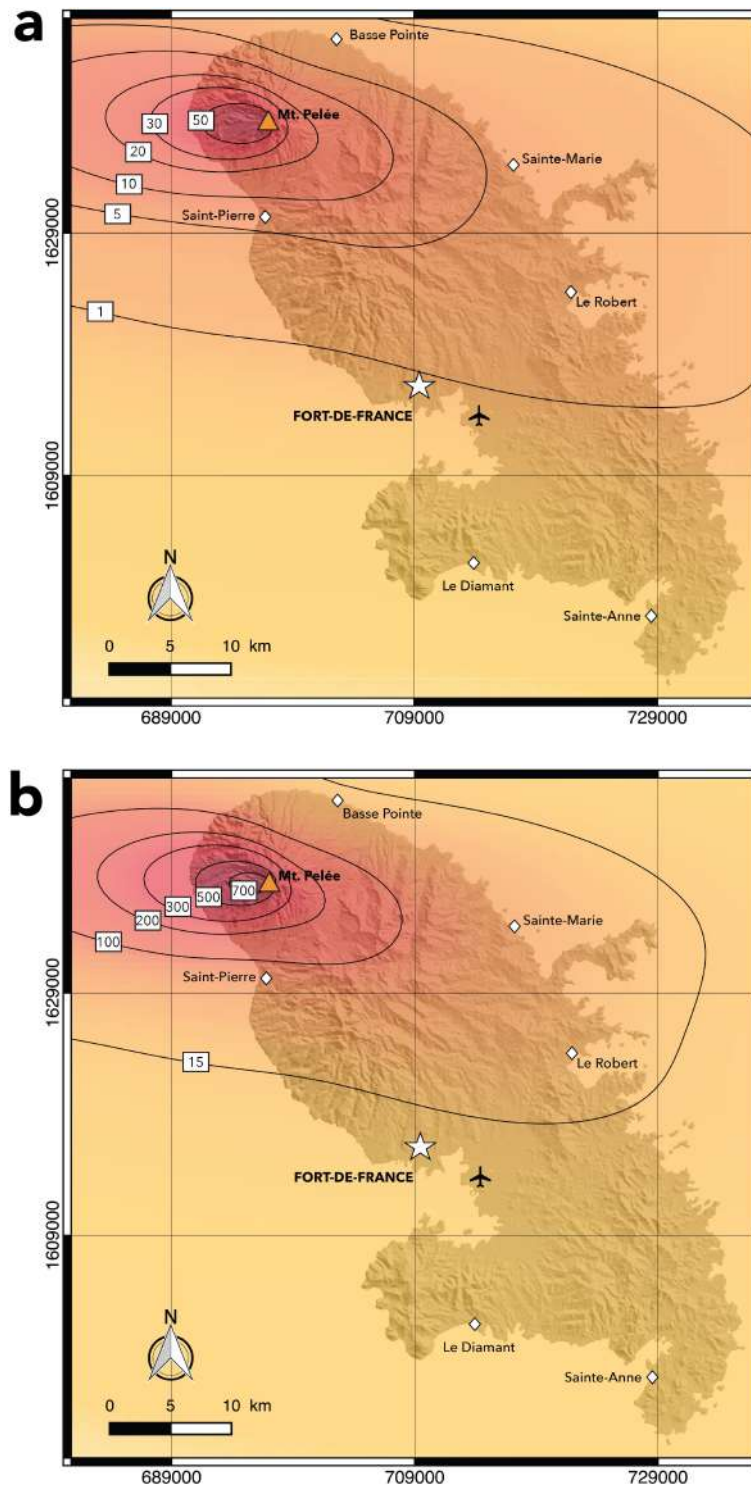 a
Basse Pointe
30
50
Mt. Pelée
20
Sainte-Marie
10
5
Saint-Pierre
1629000
Le Robert
1
FORT-DE-FRANCE
1609000
N
Le Diamant
Sainte-Anne
0 5 10 km
689000 709000 729000
b
Basse Pointe
Mt. Pelée
700
500
300
200
Sainte-Marie
100
Saint-Pierre
1629000
15
Le Robert
FORT-DE-FRANCE
1609000
N
Le Diamant
Sainte-Anne
0 5 10 km
689000 709000 729000